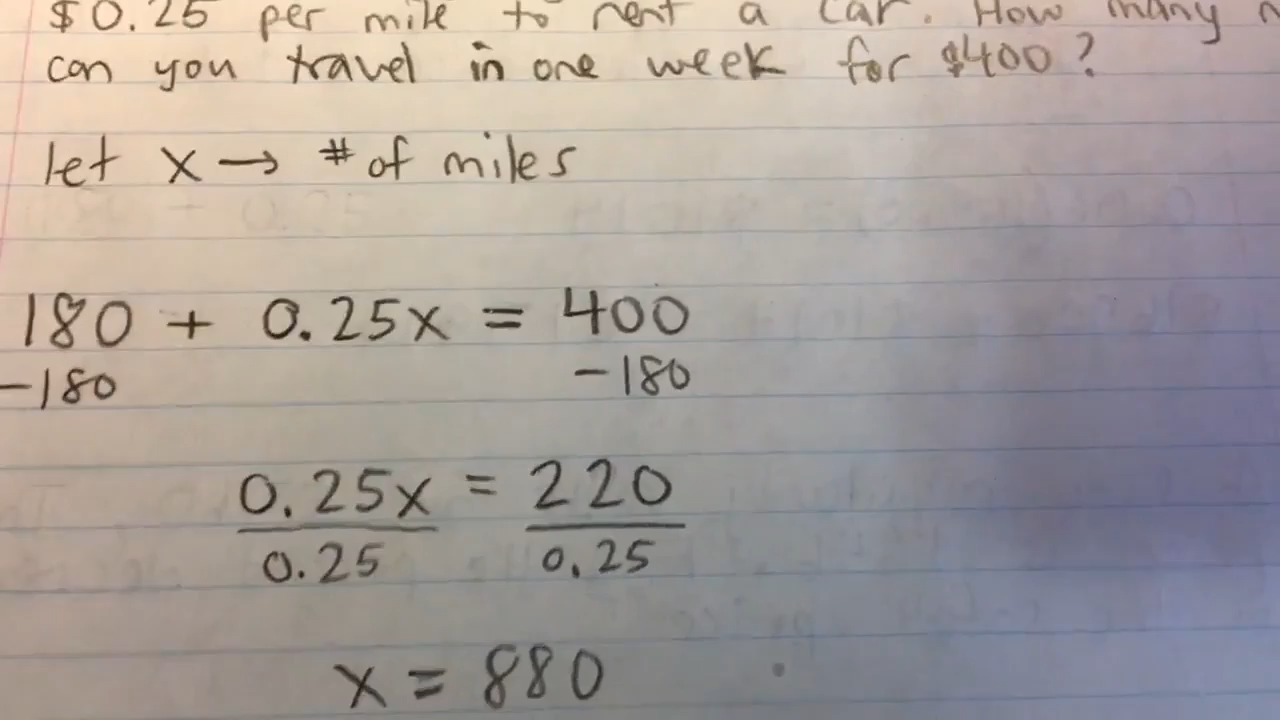 $0.25 per mile to rent a car. How many
can you travel in one week for $400?
let x → # of miles
180 + 0.25x = 400
-180 -180
0.25x = 220
0.25 0.25
x = 880